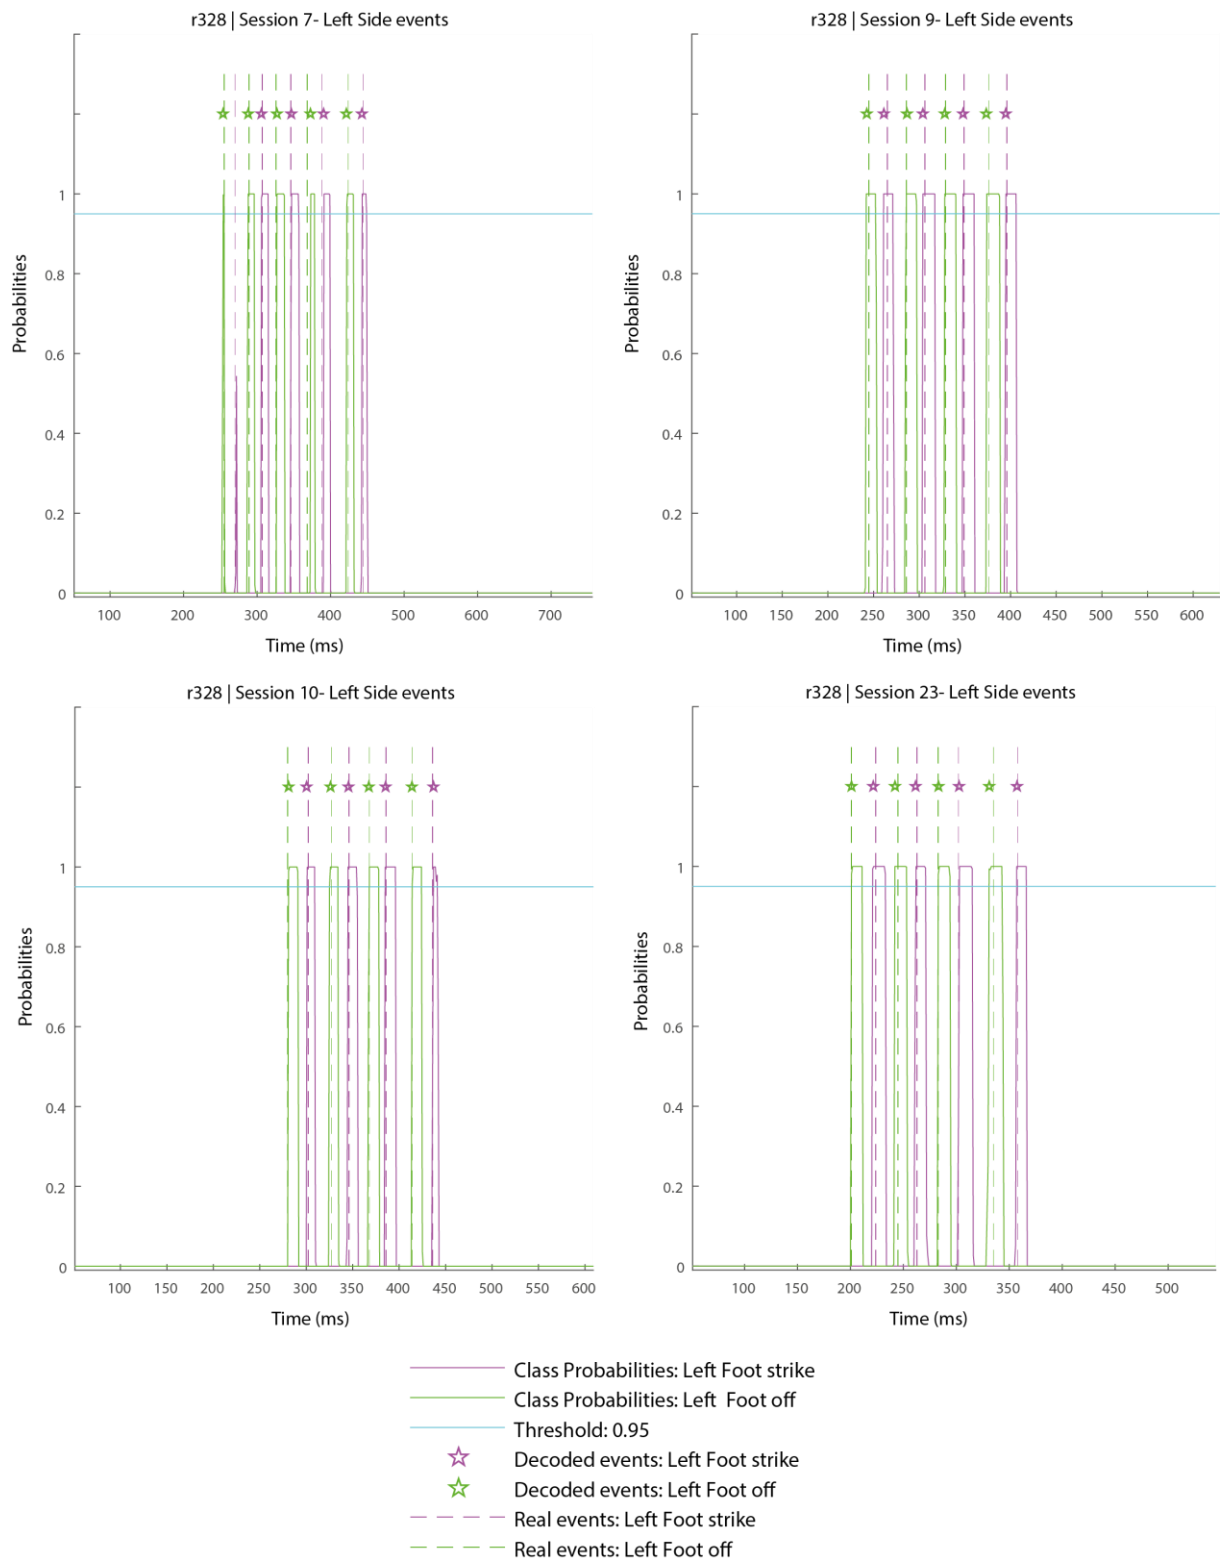 r328 | Session 7- Left Side events
Probabilities
1
0.8
0.6
0.4
0.2
0
100 200 300 400 500 600 700
Time (ms)
r328 | Session 9- Left Side events
Probabilities
1
0.8
0.6
0.4
0.2
0
100 150 200 250 300 350 400 450 500 550 600
Time (ms)
r328 | Session 10- Left Side events
Probabilities
1
0.8
0.6
0.4
0.2
0
100 150 200 250 300 350 400 450 500 550 600
Time (ms)
r328 | Session 23- Left Side events
Probabilities
1
0.8
0.6
0.4
0.2
0
100 150 200 250 300 350 400 450 500
Time (ms)
Class Probabilities: Left Foot strike
Class Probabilities: Left Foot off
Threshold: 0.95
Decoded events: Left Foot strike
Decoded events: Left Foot off
Real events: Left Foot strike
Real events: Left Foot off